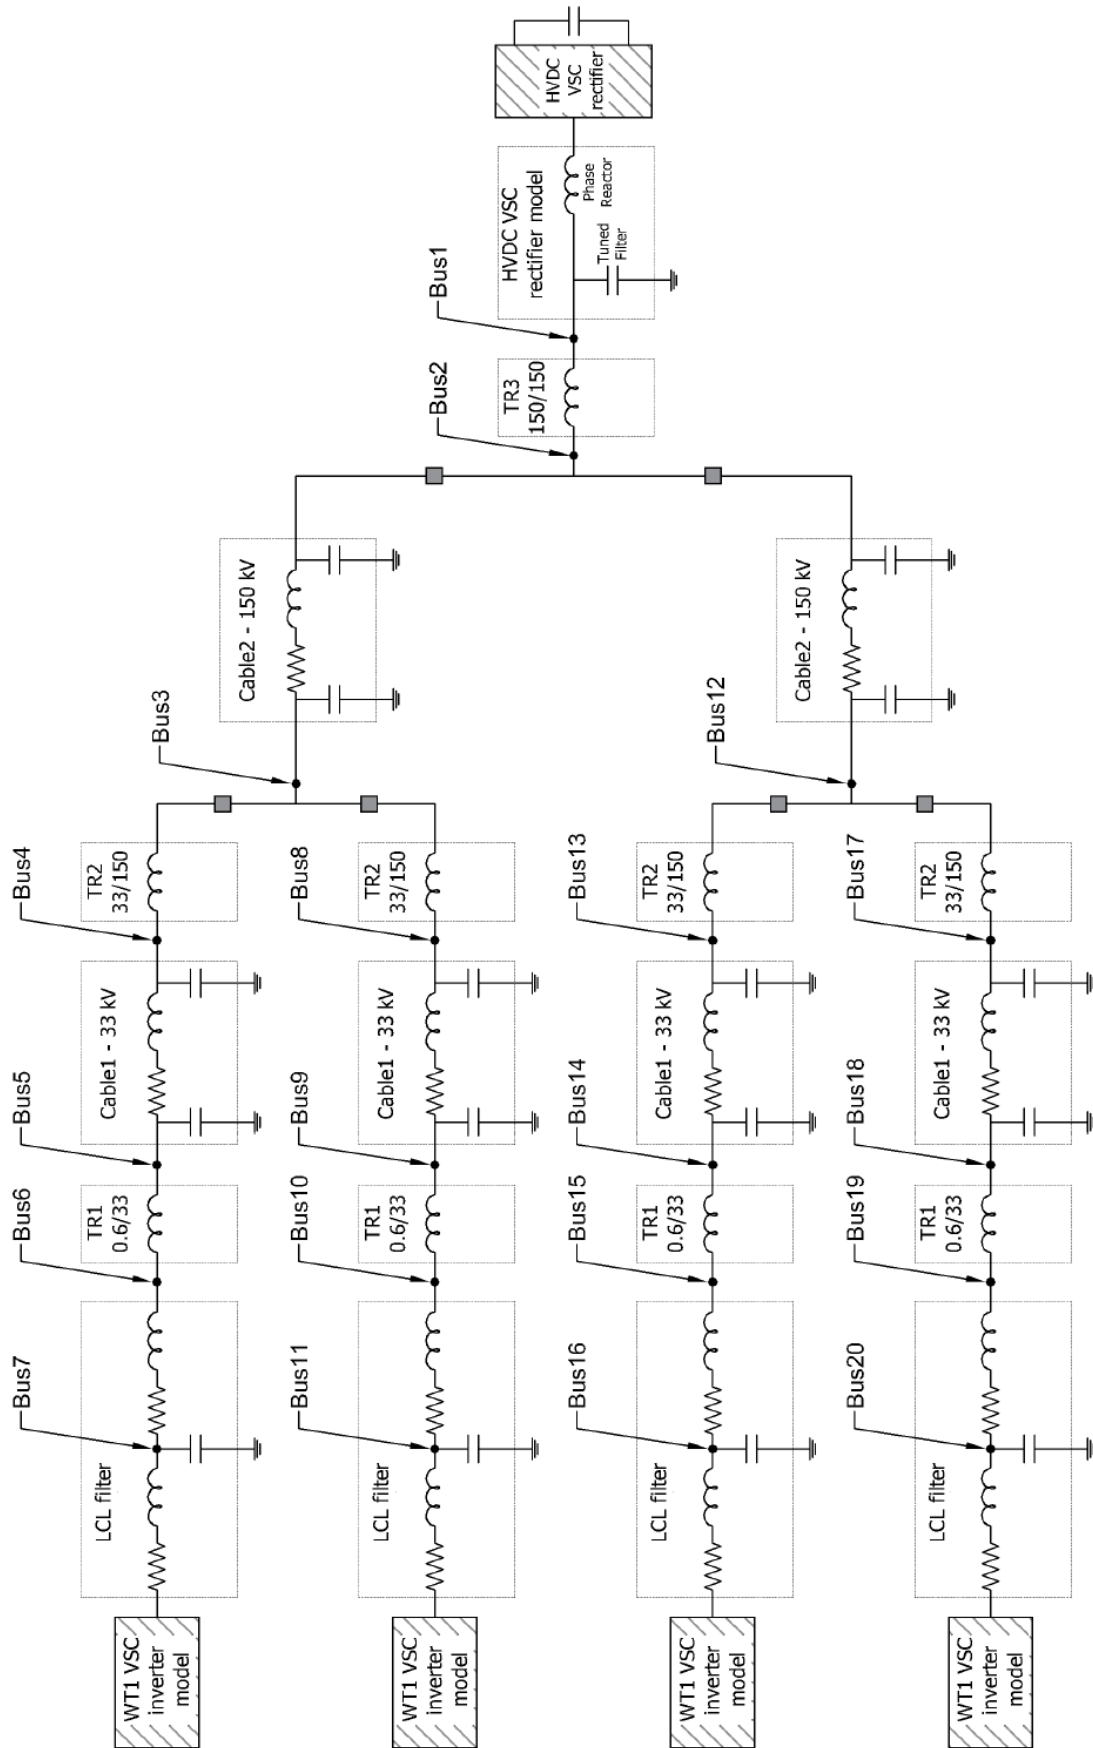 HVDC
VSC
rectifier
HVDC VSC
rectifier model
Phase
Reactor
Tuned
Filter
Bus1
TR3
150/150
Bus2
Cable2 - 150 kV
Cable2 - 150 kV
Bus3
Bus12
TR2
33/150
TR2
33/150
TR2
33/150
TR2
33/150
Bus4
Bus8
Bus13
Bus17
Cable1 - 33 kV
Cable1 - 33 kV
Cable1 - 33 kV
Cable1 - 33 kV
Bus5
Bus9
Bus14
Bus18
TR1
0.6/33
TR1
0.6/33
TR1
0.6/33
TR1
0.6/33
Bus6
Bus10
Bus15
Bus19
Bus7
Bus11
Bus16
Bus20
LCL filter
LCL filter
LCL filter
LCL filter
WT1 VSC
inverter
model
WT1 VSC
inverter
model
WT1 VSC
inverter
model
WT1 VSC
inverter
model